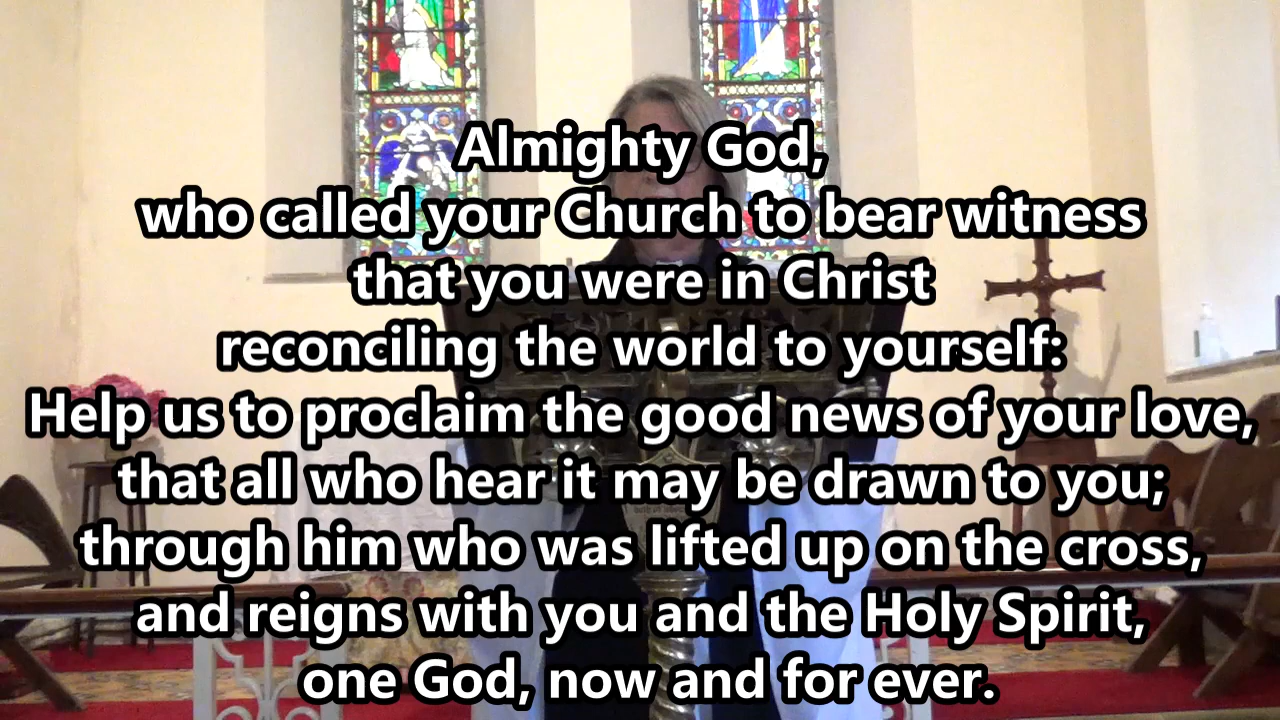 Almighty God,
who called your Church to bear witness
that you were in Christ
reconciling the world to yourself:
Help us to proclaim the good news of your love,
that all who hear it may be drawn to you;
through him who was lifted up on the cross,
and reigns with you and the Holy Spirit,
one God, now and for ever.